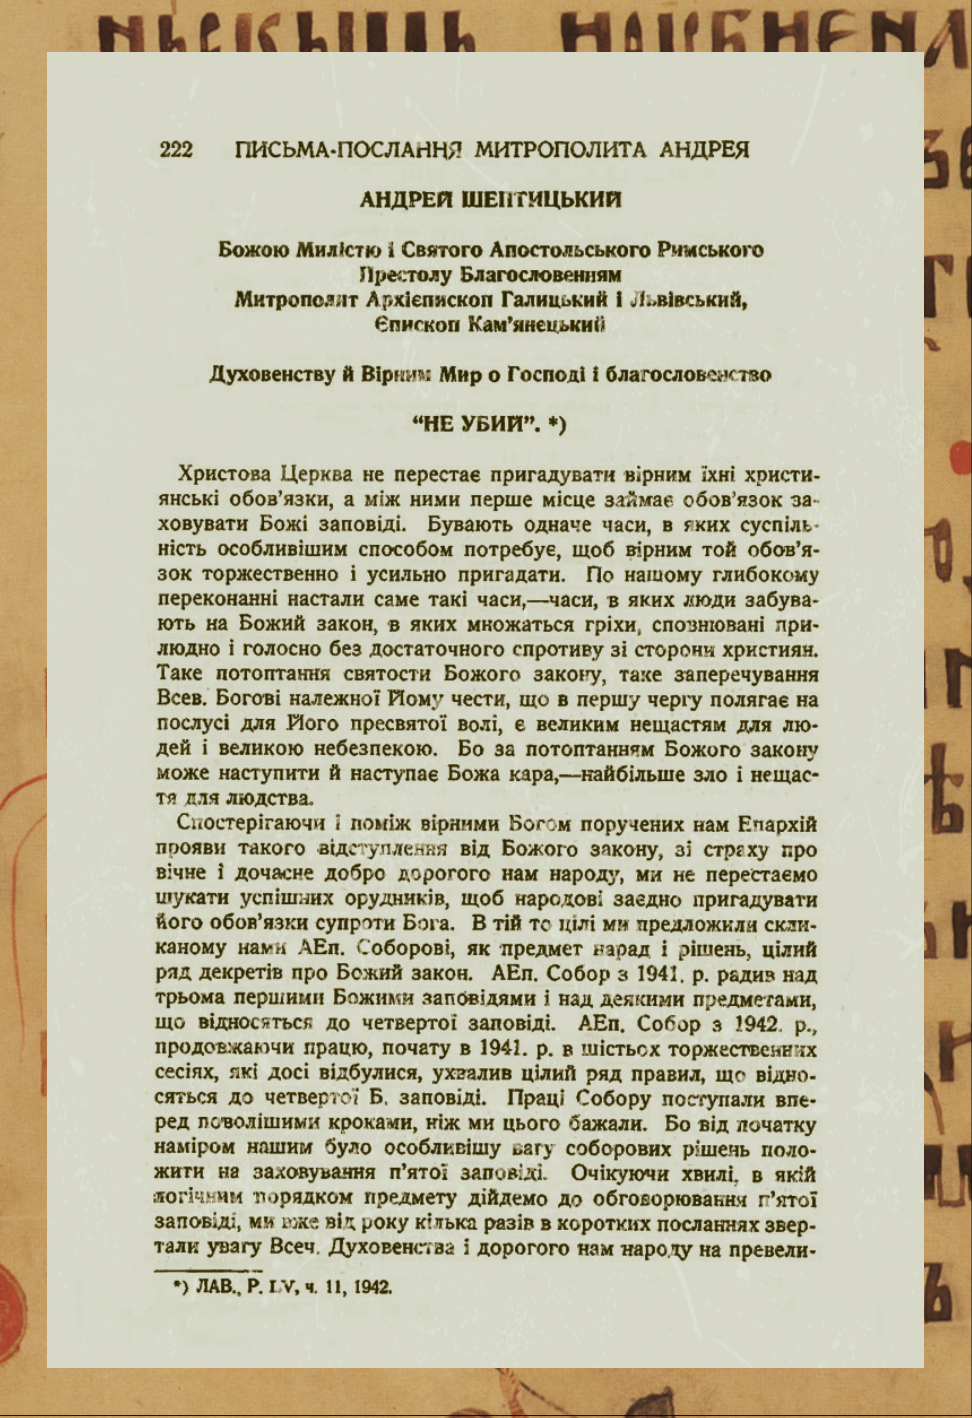 222 ПИСЬМА-ПОСЛАННЯ МИТРОПОЛИТА АНДРЕЯ
АНДРЕЙ ШЕПТИЦЬКИЙ
Божою Милістю і Святого Апостольського Римського
Престолу Благословенням
Митрополит Архієпископ Галицький і Львівський,
Єпископ Кам’янецький
Духовенству й Вірним Мир о Господі і благословенство
“НЕ УБИЙ”. *)
Христова Церква не перестає пригадувати вірним їхні христи-
янські обов’язки, а між ними перше місце займає обов’язок за-
ховувати Божі заповіді. Бувають одначе часи, в яких суспіль-
ність особливішим способом потребує, щоб вірним той обов’я-
зок торжественно і усильно пригадати. По нашому глибокому
переконанні настали саме такі часи,—часи, в яких люди забува-
ють на Божий закон, в яких множаться гріхи, сповнювані при-
людно і голосно без достаточного спротиву зі сторони християн.
Таке потоптання святости Божого закону, таке заперечування
Всев. Богові належної Йому чести, що в першу чергу полягає на
послусі для Його пресвятої волі, є великим нещастям для лю-
дей і великою небезпекою. Бо за потоптанням Божого закону
може наступити й наступає Божа кара,—найбільше зло і нещас-
тя для людства.
Спостерігаючи і поміж вірними Богом поручених нам Епархій
прояви такого відступлення від Божого закону, зі страху про
вічне і дочасне добро дорогого нам народу, ми не перестаємо
шукати успішних орудників, щоб народові заєдно пригадувати
його обов’язки супроти Бога. В тій то цілі ми предложили скли-
каному нами АЕп. Соборові, як предмет нарад і рішень, цілий
ряд декретів про Божий закон. АЕп. Собор з 1941. р. радив над
трьома першими Божими заповідями і над деякими предметами,
що відносяться до четвертої заповіді. АЕп. Собор з 1942. р.,
продовжаючи працю, почату в 1941. р. в шістьох торжественних
сесіях, які досі відбулися, ухвалив цілий ряд правил, що відно-
сяться до четвертої Б. заповіді. Праці Собору поступали впе-
ред поволішими кроками, ніж ми цього бажали. Бо від початку
наміром нашим було особливішу вагу соборових рішень поло-
жити на заховування п’ятої заповіді. Очікуючи хвилі, в якій
логічним порядком предмету дійдемо до обговорювання п’ятої
заповіді, ми вже від року кілька разів в коротких посланнях звер-
тали увагу Всеч. Духовенства і дорогого нам народу на превели-
*) ЛАВ., Р. LV, ч. 11, 1942.